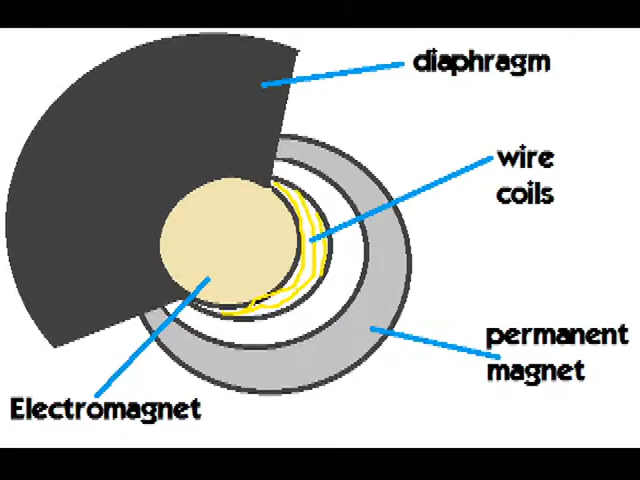 diaphragm
wire
coils
permanent
magnet
Electromagnet